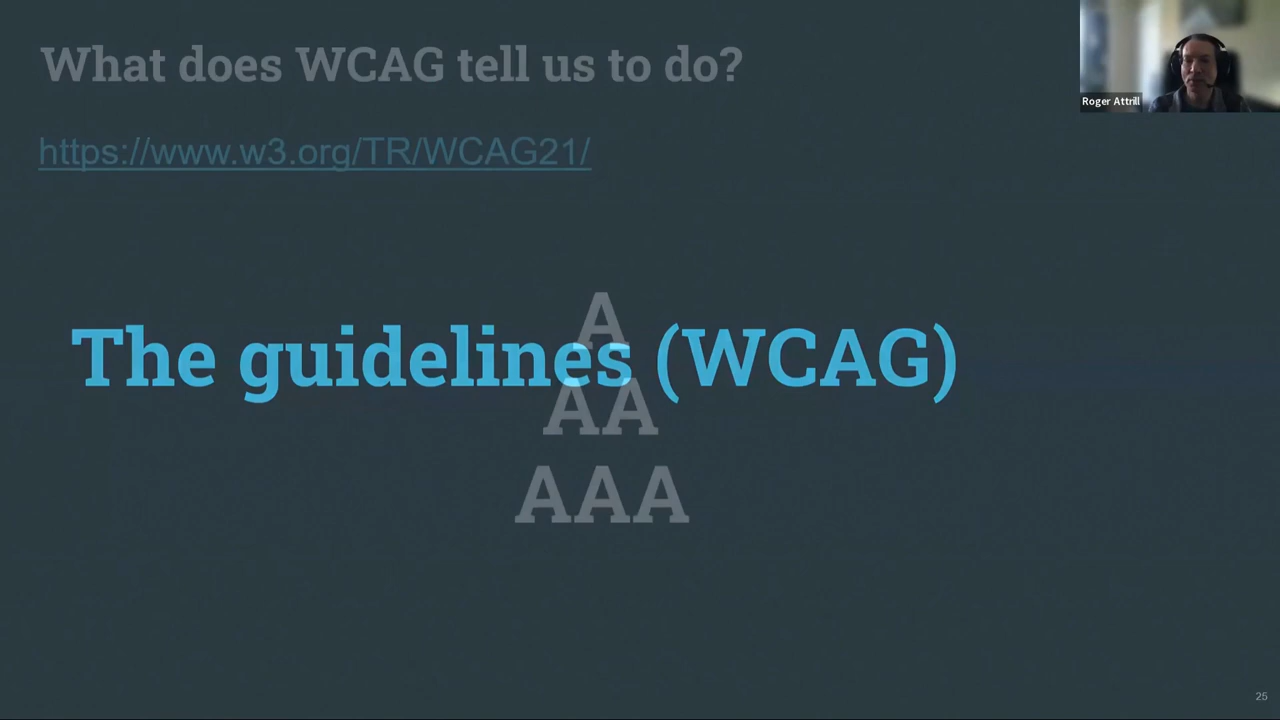 What does WCAG tell us to do?
Roger Attrill
https://www.w3.org/TR/WCAG21/
A
The guidelines (WCAG)
AA
AAA
25